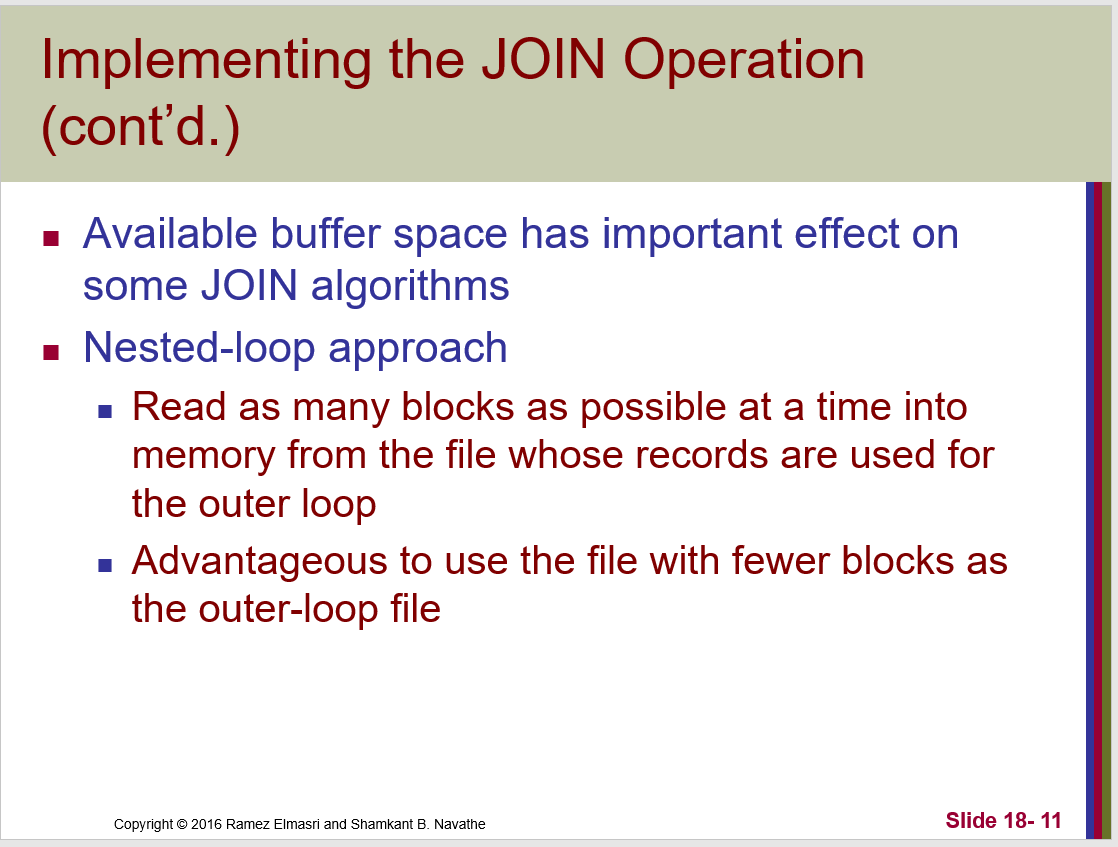 Implementing the JOIN Operation
(cont’d.)
Available buffer space has important effect on
some JOIN algorithms
Nested-loop approach
Read as many blocks as possible at a time into
memory from the file whose records are used for
the outer loop
Advantageous to use the file with fewer blocks as
the outer-loop file
Copyright © 2016 Ramez Elmasri and Shamkant B. Navathe
Slide 18- 11